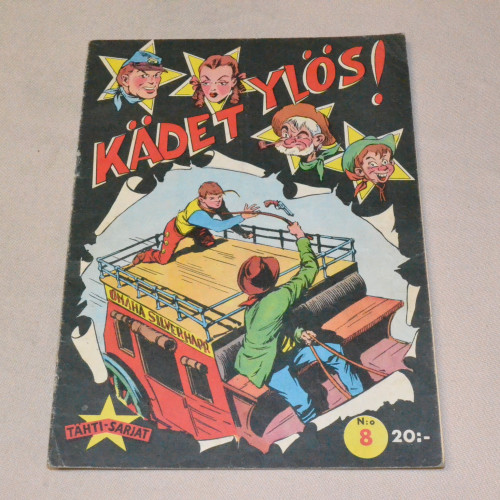 KÄDET YLÖS!
OMAHA SILVERHARP
TÄHTI-SARJAT
N:o
8
20:-